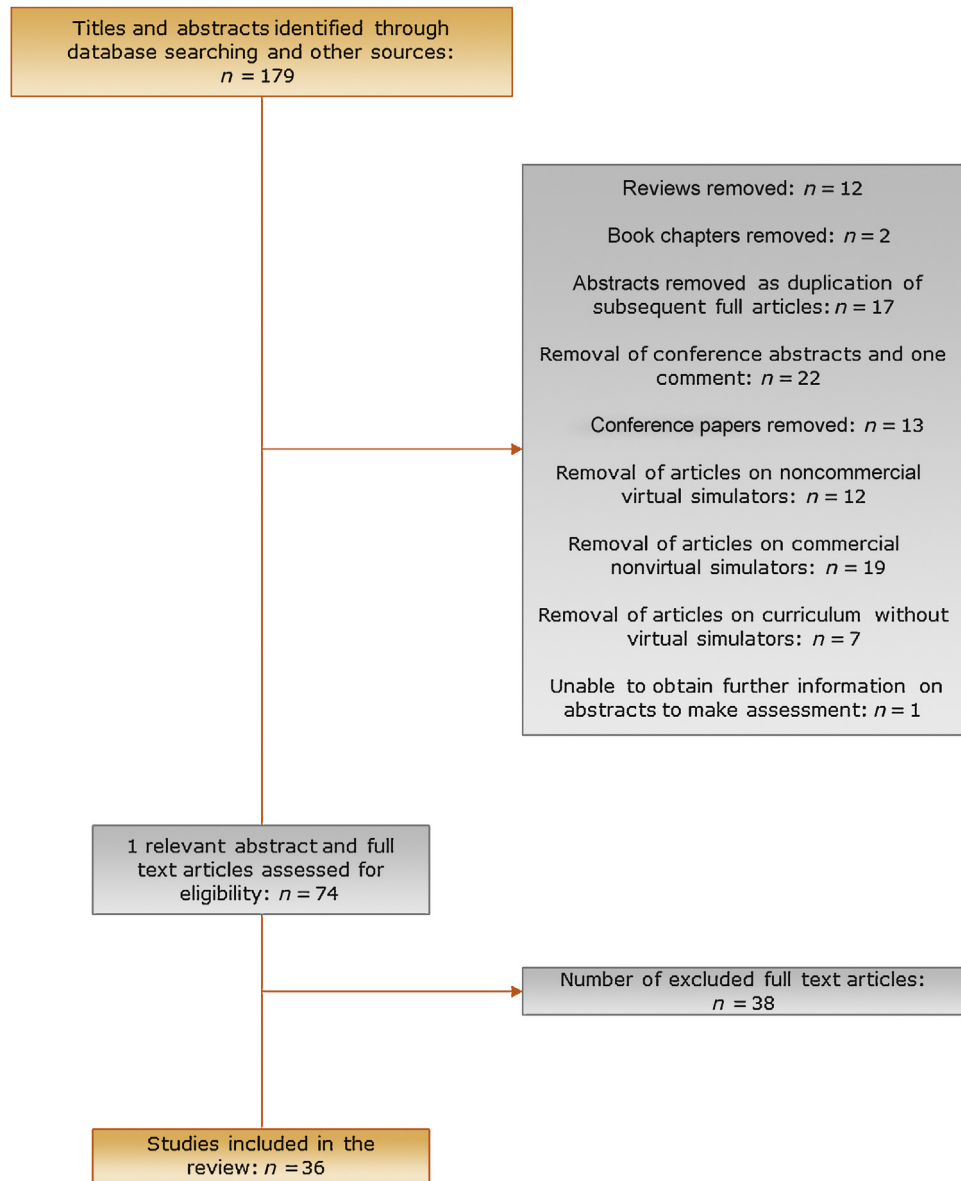 Titles and abstracts identified through
database searching and other sources:
n = 179
Reviews removed: n = 12
Book chapters removed: n = 2
Abstracts removed as duplication of
subsequent full articles: n = 17
Removal of conference abstracts and one
comment: n = 22
Conference papers removed: n = 13
Removal of articles on noncommercial
virtual simulators: n = 12
Removal of articles on commercial
nonvirtual simulators: n = 19
Removal of articles on curriculum without
virtual simulators: n = 7
Unable to obtain further information on
abstracts to make assessment: n = 1
1 relevant abstract and full
text articles assessed for
eligibility: n = 74
Number of excluded full text articles:
n = 38
Studies included in the
review: n = 36